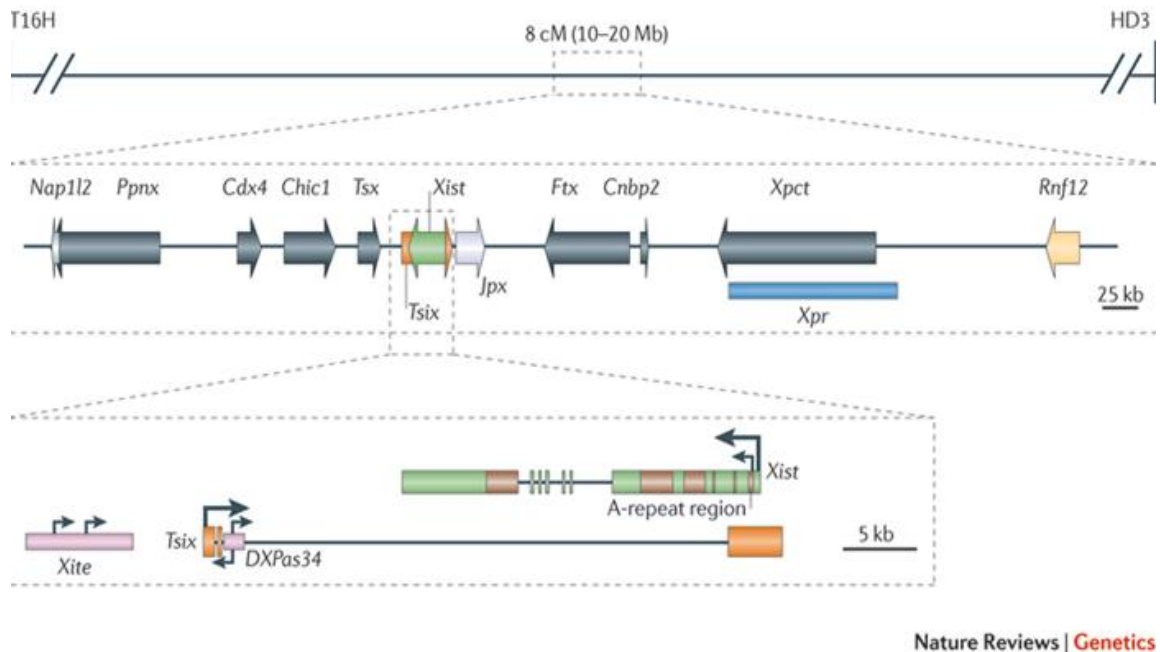 T16H HD3
8 cM (10–20 Mb)
Nap1l2 Ppnx Cdx4 Chic1 Tsx Xist Ftx Cnbp2 Xpct Rnf12
Jpx
Tsix
25 kb
Xpr
Xist
A-repeat region
Tsix
5 kb
DXPas34
Xite
Nature Reviews | Genetics